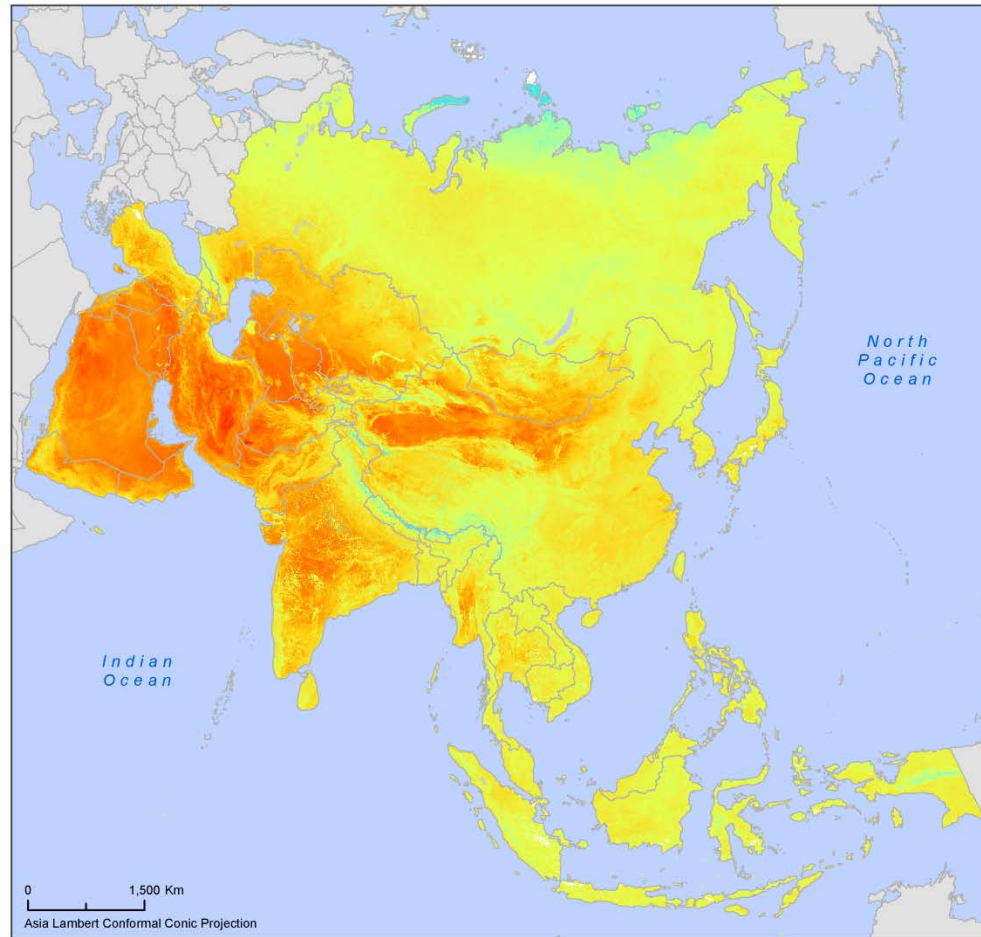 North
Pacific
Ocean
Indian
Ocean
0 1,500 Km
Asia Lambert Conformal Conic Projection